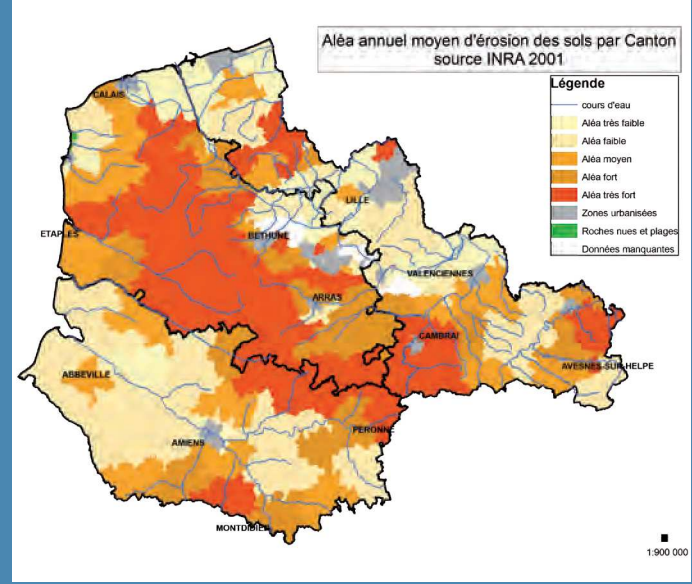 Aléa annuel moyen d'érosion des sols par Canton
source INRA 2001
Légende
cours d'eau
Aléa très faible
Aléa faible
Aléa moyen
Aléa fort
Aléa très fort
Zones urbanisées
Roches nues et plages
Données manquantes
CALAIS
LILLE
ETAPLES
BETHUNE
VALENCIENNES
ARRAS
CAMBRAI
AVESNES-SUR-HELPE
ABBEVILLE
PERONNE
AMIENS
MONTDIDIER
1:900 000